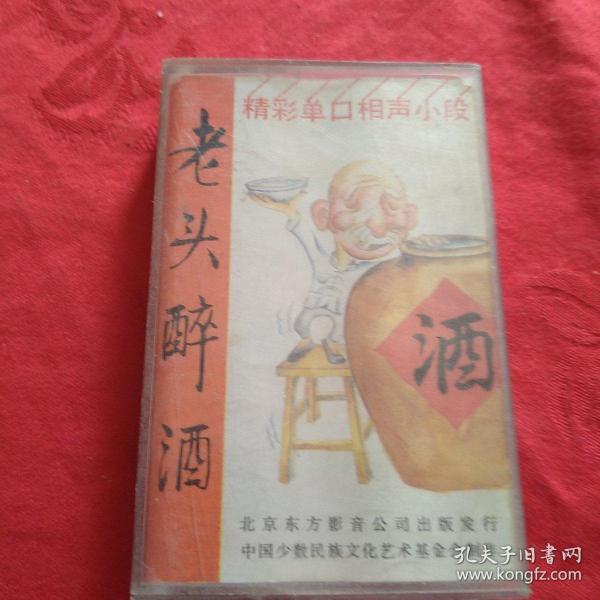 精彩单口相声小段
老头醉酒
酒
北京东方影音公司出版发行
中国少数民族文化艺术基金会
孔夫子旧书网
www.kongfz.com